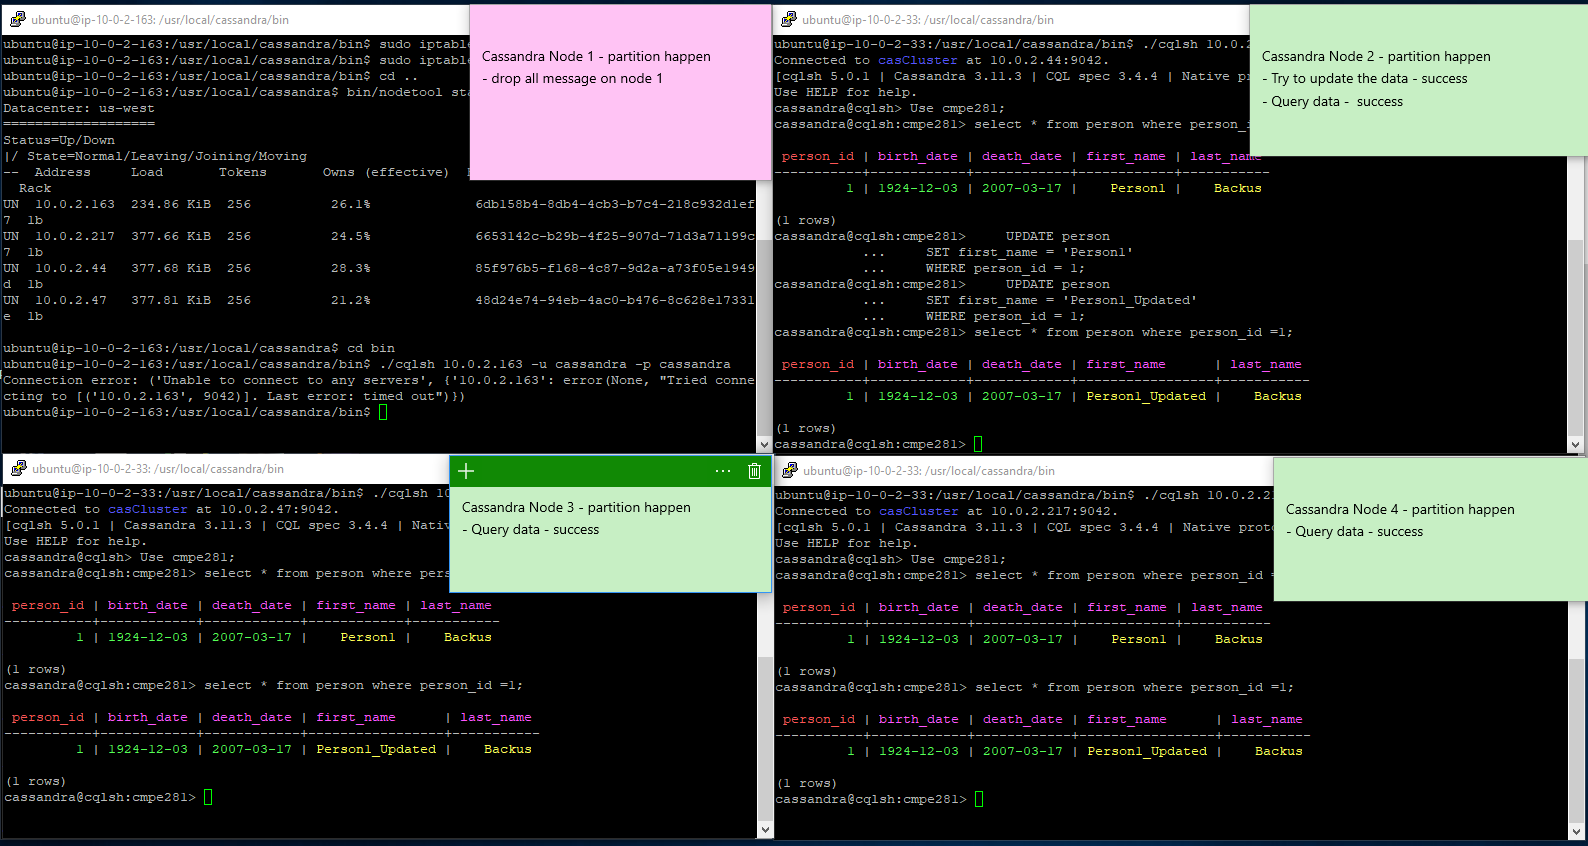 ubuntu@ip-10-0-2-163: /usr/local/cassandra/bin
ubuntu@ip-10-0-2-163:/usr/local/cassandra/bin$ sudo iptabl
ubuntu@ip-10-0-2-163:/usr/local/cassandra/bin$ sudo iptabl
ubuntu@ip-10-0-2-163:/usr/local/cassandra/bin$ cd ..
ubuntu@ip-10-0-2-163:/usr/local/cassandra$ bin/nodetool sta
Datacenter: us-west
===================
Status=Up/Down
|/ State=Normal/Leaving/Joining/Moving
--  Address     Load       Tokens       Owns (effective)
  Rack
UN  10.0.2.163  234.86 KiB  256          26.1%             6db158b4-8db4-4cb3-b7c4-218c932d1ef
7  1b
UN  10.0.2.217  377.66 KiB  256          24.5%             6653142c-b29b-4f25-907d-71d3a71199c
7  1b
UN  10.0.2.44   377.68 KiB  256          28.3%             85f976b5-f168-4c87-9d2a-a73f05e1949
d  1b
UN  10.0.2.47   377.81 KiB  256          21.2%             48d24e74-94eb-4ac0-b476-8c628e17331
e  1b
ubuntu@ip-10-0-2-163:/usr/local/cassandra$ cd bin
ubuntu@ip-10-0-2-163:/usr/local/cassandra/bin$ ./cqlsh 10.0.2.163 -u cassandra -p cassandra
Connection error: ('Unable to connect to any servers', {'10.0.2.163': error(None, "Tried conne
cting to [('10.0.2.163', 9042)]. Last error: timed out")})
ubuntu@ip-10-0-2-163:/usr/local/cassandra/bin$
Cassandra Node 1 - partition happen
- drop all message on node 1
ubuntu@ip-10-0-2-33: /usr/local/cassandra/bin
ubuntu@ip-10-0-2-33:/usr/local/cassandra/bin$ ./cqlsh 10.0.2
Connected to casCluster at 10.0.2.44:9042.
[cqlsh 5.0.1 | Cassandra 3.11.3 | CQL spec 3.4.4 | Native pr
Use HELP for help.
cassandra@cqlsh> Use cmpe281;
cassandra@cqlsh:cmpe281> select * from person where person_i
 person_id | birth_date | death_date | first_name | last_name
-----------+------------+------------+------------+-----------
         1 | 1924-12-03 | 2007-03-17 |    Person1 |    Backus
(1 rows)
cassandra@cqlsh:cmpe281>     UPDATE person
           ...     SET first_name = 'Person1'
           ...     WHERE person_id = 1;
cassandra@cqlsh:cmpe281>     UPDATE person
           ...     SET first_name = 'Person1_Updated'
           ...     WHERE person_id = 1;
cassandra@cqlsh:cmpe281> select * from person where person_id =1;
 person_id | birth_date | death_date | first_name      | last_name
-----------+------------+------------+-----------------+-----------
         1 | 1924-12-03 | 2007-03-17 | Person1_Updated |    Backus
(1 rows)
cassandra@cqlsh:cmpe281>
Cassandra Node 2 - partition happen
- Try to update the data - success
- Query data -  success
ubuntu@ip-10-0-2-33: /usr/local/cassandra/bin
ubuntu@ip-10-0-2-33:/usr/local/cassandra/bin$ ./cqlsh 10
Connected to casCluster at 10.0.2.47:9042.
[cqlsh 5.0.1 | Cassandra 3.11.3 | CQL spec 3.4.4 | Nati
Use HELP for help.
cassandra@cqlsh> Use cmpe281;
cassandra@cqlsh:cmpe281> select * from person where pers
 person_id | birth_date | death_date | first_name | last_name
-----------+------------+------------+------------+-----------
         1 | 1924-12-03 | 2007-03-17 |    Person1 |    Backus
(1 rows)
cassandra@cqlsh:cmpe281> select * from person where person_id =1;
 person_id | birth_date | death_date | first_name      | last_name
-----------+------------+------------+-----------------+-----------
         1 | 1924-12-03 | 2007-03-17 | Person1_Updated |    Backus
(1 rows)
cassandra@cqlsh:cmpe281>
Cassandra Node 3 - partition happen
- Query data - success
ubuntu@ip-10-0-2-33: /usr/local/cassandra/bin
ubuntu@ip-10-0-2-33:/usr/local/cassandra/bin$ ./cqlsh 10.0.2.2
Connected to casCluster at 10.0.2.217:9042.
[cqlsh 5.0.1 | Cassandra 3.11.3 | CQL spec 3.4.4 | Native prot
Use HELP for help.
cassandra@cqlsh> Use cmpe281;
cassandra@cqlsh:cmpe281> select * from person where person_id =
 person_id | birth_date | death_date | first_name | last_name
-----------+------------+------------+------------+-----------
         1 | 1924-12-03 | 2007-03-17 |    Person1 |    Backus
(1 rows)
cassandra@cqlsh:cmpe281> select * from person where person_id =1;
 person_id | birth_date | death_date | first_name      | last_name
-----------+------------+------------+-----------------+-----------
         1 | 1924-12-03 | 2007-03-17 | Person1_Updated |    Backus
(1 rows)
cassandra@cqlsh:cmpe281>
Cassandra Node 4 - partition happen
- Query data - success